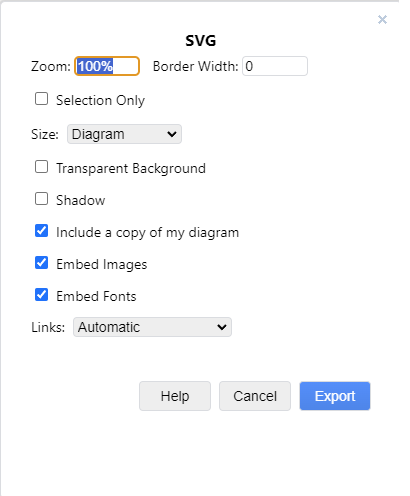 ×
SVG
Zoom: 100% Border Width: 0
Selection Only
Size: Diagram
Transparent Background
Shadow
Include a copy of my diagram
Embed Images
Embed Fonts
Links: Automatic
Help Cancel Export